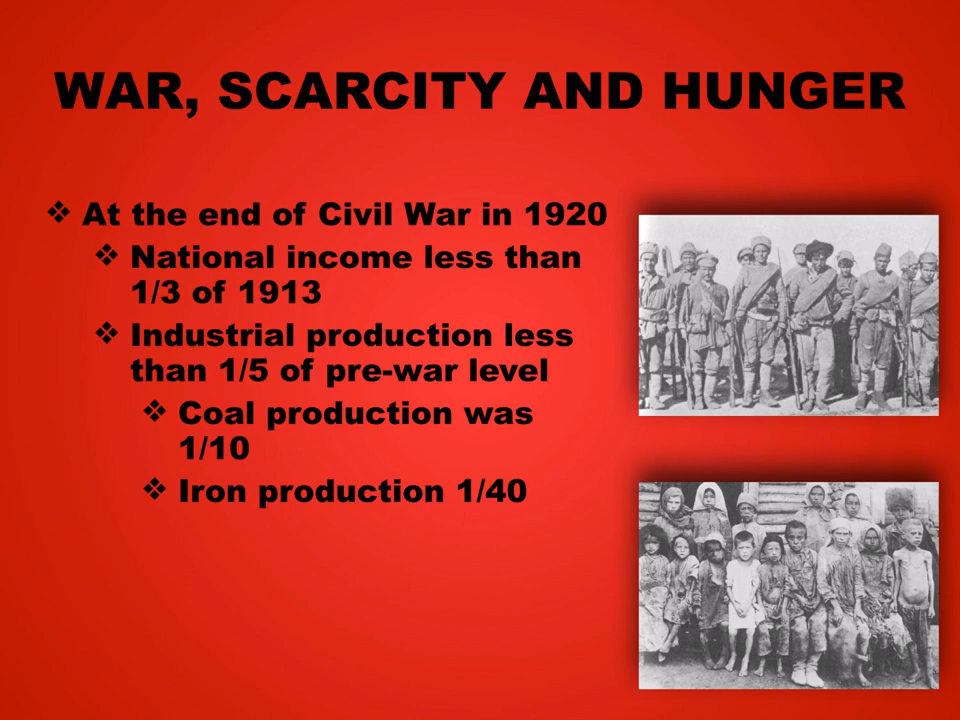 WAR, SCARCITY AND HUNGER
❖ At the end of Civil War in 1920
❖ National income less than
1/3 of 1913
❖ Industrial production less
than 1/5 of pre-war level
❖ Coal production was
1/10
❖ Iron production 1/40